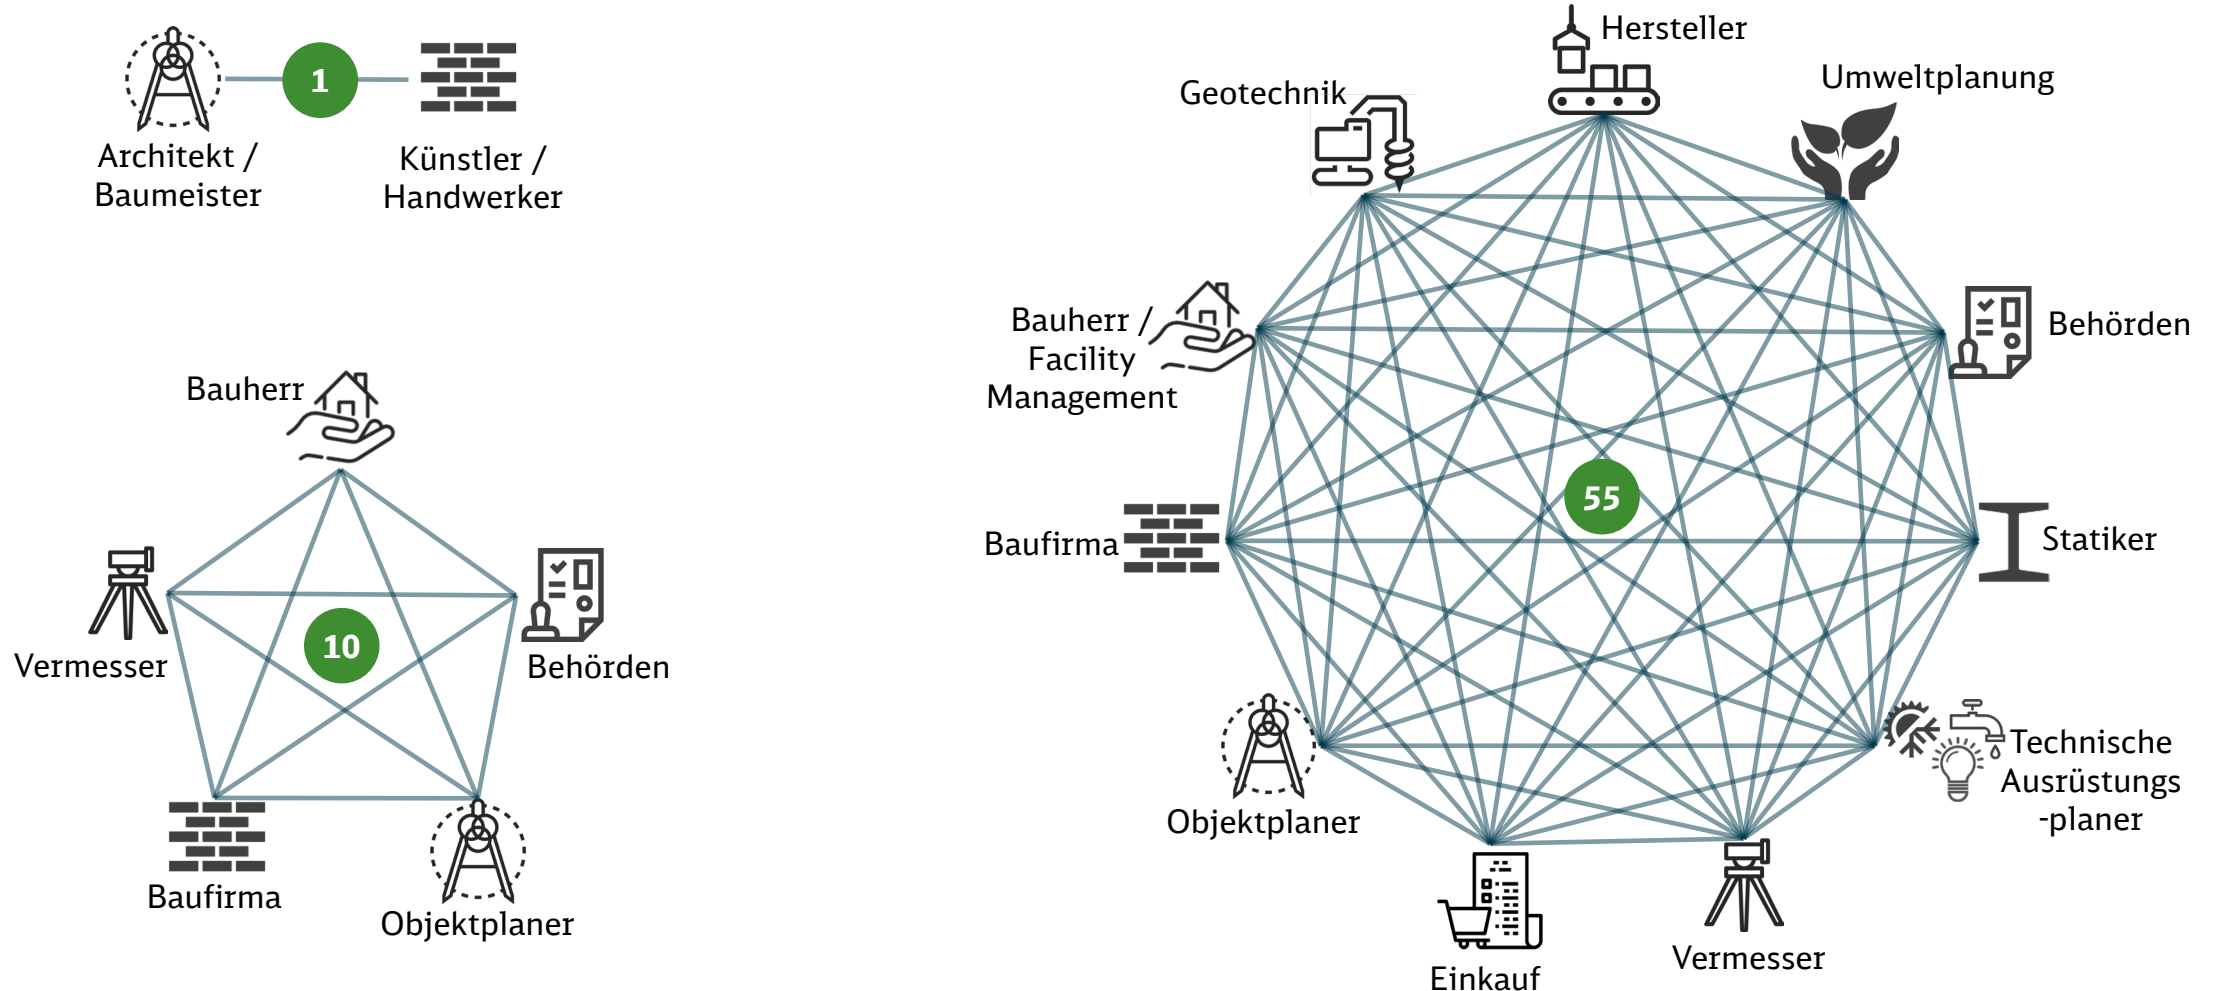 1
Architekt /
Baumeister
Künstler /
Handwerker
Bauherr
Vermesser
10
Behörden
Baufirma
Objektplaner
Hersteller
Geotechnik
Umweltplanung
Bauherr /
Facility
Management
Behörden
55
Baufirma
Statiker
Objektplaner
Technische
Ausrüstungs
-planer
Einkauf
Vermesser